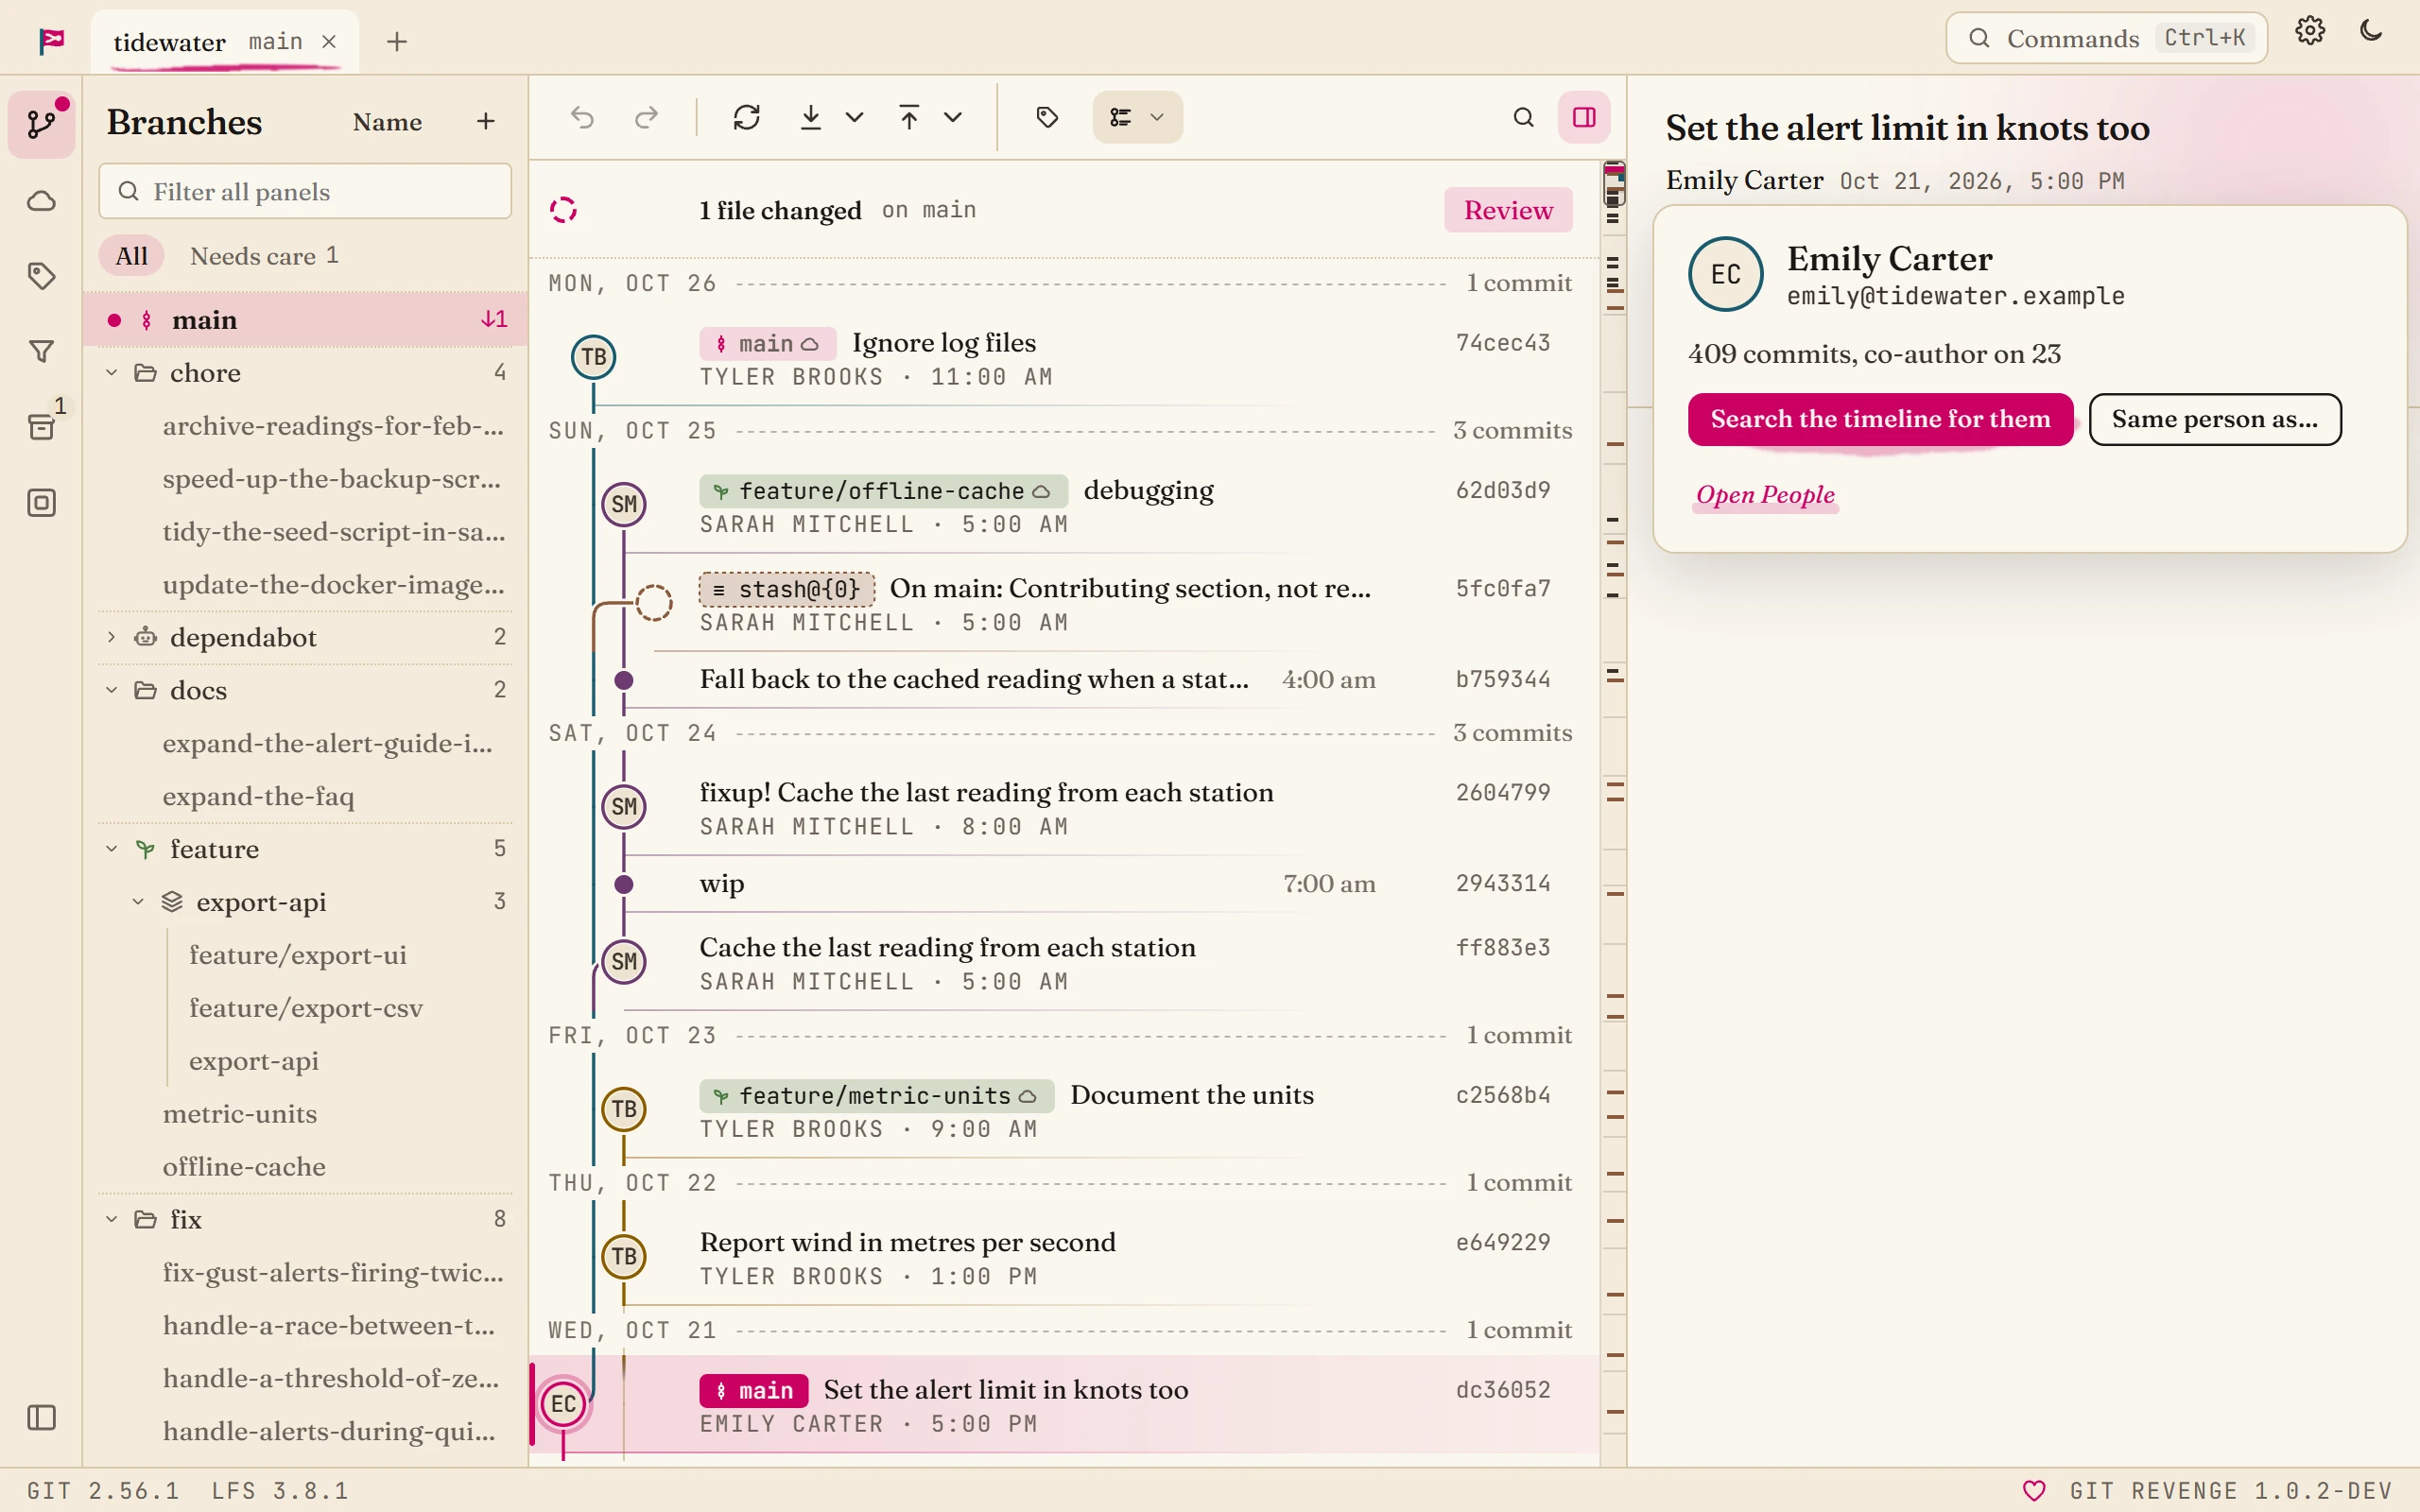 tidewater main
Commands Ctrl+K
Branches Name
Filter all panels
All Needs care 1
1
main ↓1
chore 4
archive-readings-for-feb-...
speed-up-the-backup-scr...
tidy-the-seed-script-in-sa...
update-the-docker-image...
dependabot 2
docs 2
expand-the-alert-guide-i...
expand-the-faq
feature 5
export-api 3
feature/export-ui
feature/export-csv
export-api
metric-units
offline-cache
fix 8
fix-gust-alerts-firing-twic...
handle-a-race-between-t...
handle-a-threshold-of-ze...
handle-alerts-during-qui...
1 file changed on main Review
MON, OCT 26 1 commit
TB main Ignore log files 74cec43
TYLER BROOKS · 11:00 AM
SUN, OCT 25 3 commits
SM feature/offline-cache debugging 62d03d9
SARAH MITCHELL · 5:00 AM
stash@{0} On main: Contributing section, not re... 5fc0fa7
SARAH MITCHELL · 5:00 AM
Fall back to the cached reading when a stat... 4:00 am b759344
SAT, OCT 24 3 commits
SM fixup! Cache the last reading from each station 2604799
SARAH MITCHELL · 8:00 AM
wip 7:00 am 2943314
SM Cache the last reading from each station ff883e3
SARAH MITCHELL · 5:00 AM
FRI, OCT 23 1 commit
TB feature/metric-units Document the units c2568b4
TYLER BROOKS · 9:00 AM
THU, OCT 22 1 commit
TB Report wind in metres per second e649229
TYLER BROOKS · 1:00 PM
WED, OCT 21 1 commit
EC main Set the alert limit in knots too dc36052
EMILY CARTER · 5:00 PM
Set the alert limit in knots too
Emily Carter Oct 21, 2026, 5:00 PM
EC Emily Carter
emily@tidewater.example
409 commits, co-author on 23
Search the timeline for them Same person as...
Open People
GIT 2.56.1 LFS 3.8.1
GIT REVENGE 1.0.2-DEV